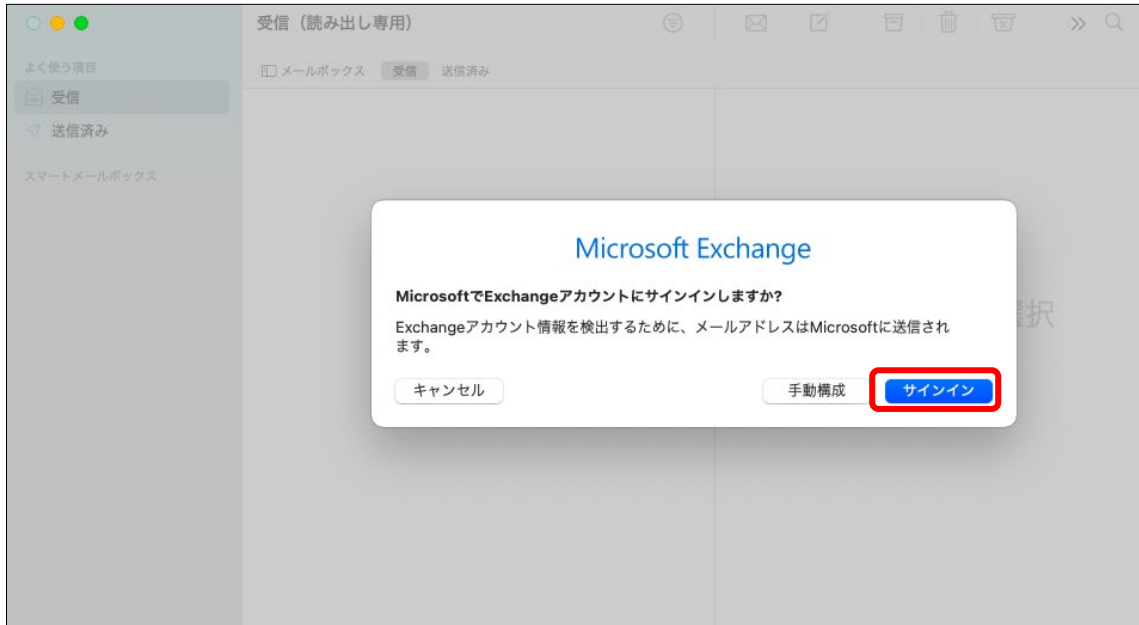 受信（読み出し専用）
よく使う項目
メールボックス 受信 送信済み
受信
送信済み
スマートメールボックス
Microsoft Exchange
MicrosoftでExchangeアカウントにサインインしますか?
Exchangeアカウント情報を検出するために、メールアドレスはMicrosoftに送信され
ます。
択
キャンセル 手動構成 サインイン